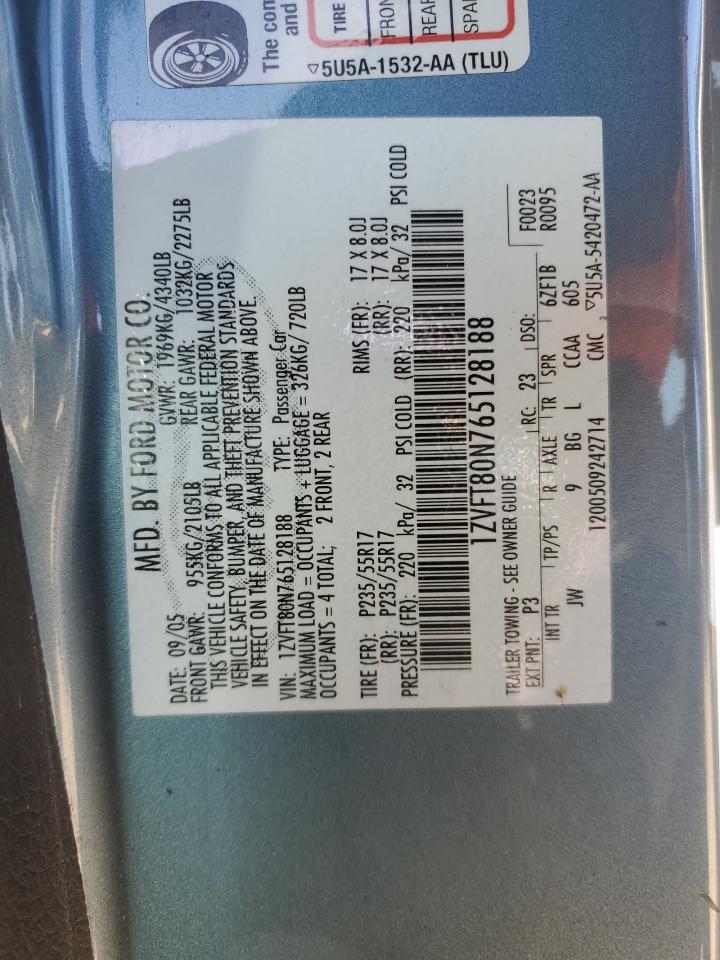 The con
and
TIRE
FRON
REAR
SPAR
▽5U5A-1532-AA (TLU)
MFD. BY FORD MOTOR CO.
DATE: 09/05 GVWR: 1969KG/4340LB
FRONT GAWR: 955KG/2105LB REAR GAWR: 1032KG/2275LB
THIS VEHICLE CONFORMS TO ALL APPLICABLE FEDERAL MOTOR
VEHICLE SAFETY, BUMPER, AND THEFT PREVENTION STANDARDS
IN EFFECT ON THE DATE OF MANUFACTURE SHOWN ABOVE.
VIN: 1ZVFT80N765128188 TYPE: Passenger Car
MAXIMUM LOAD = OCCUPANTS + LUGGAGE = 326KG/ 720LB
OCCUPANTS = 4 TOTAL; 2 FRONT, 2 REAR
TIRE (FR): P235/55R17 RIMS (FR): 17 X 8.0J
(RR): P235/55R17 (RR): 17 X 8.0J
PRESSURE (FR): 220 kPa/ 32 PSI COLD (RR): 220 kPa/ 32 PSI COLD
1ZVFT80N765128188
TRAILER TOWING - SEE OWNER GUIDE F0023
EXT PNT: P3 RC: 23 DSO: R0095
INT TR TP/PS R AXLE TR SPR 6ZF1B
JW 9 BG L CCAA 605
1200509242714 CMC ▽5U5A-5420472-AA